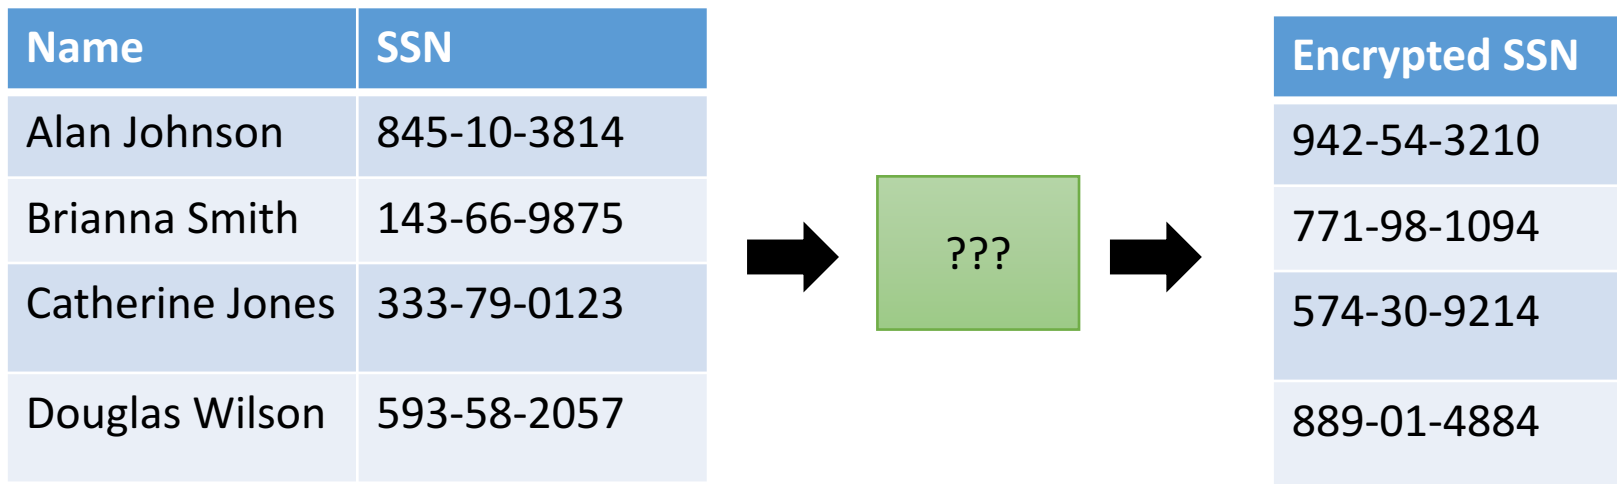 Name SSN
Alan Johnson 845-10-3814
Brianna Smith 143-66-9875
Catherine Jones 333-79-0123
Douglas Wilson 593-58-2057
???
Encrypted SSN
942-54-3210
771-98-1094
574-30-9214
889-01-4884